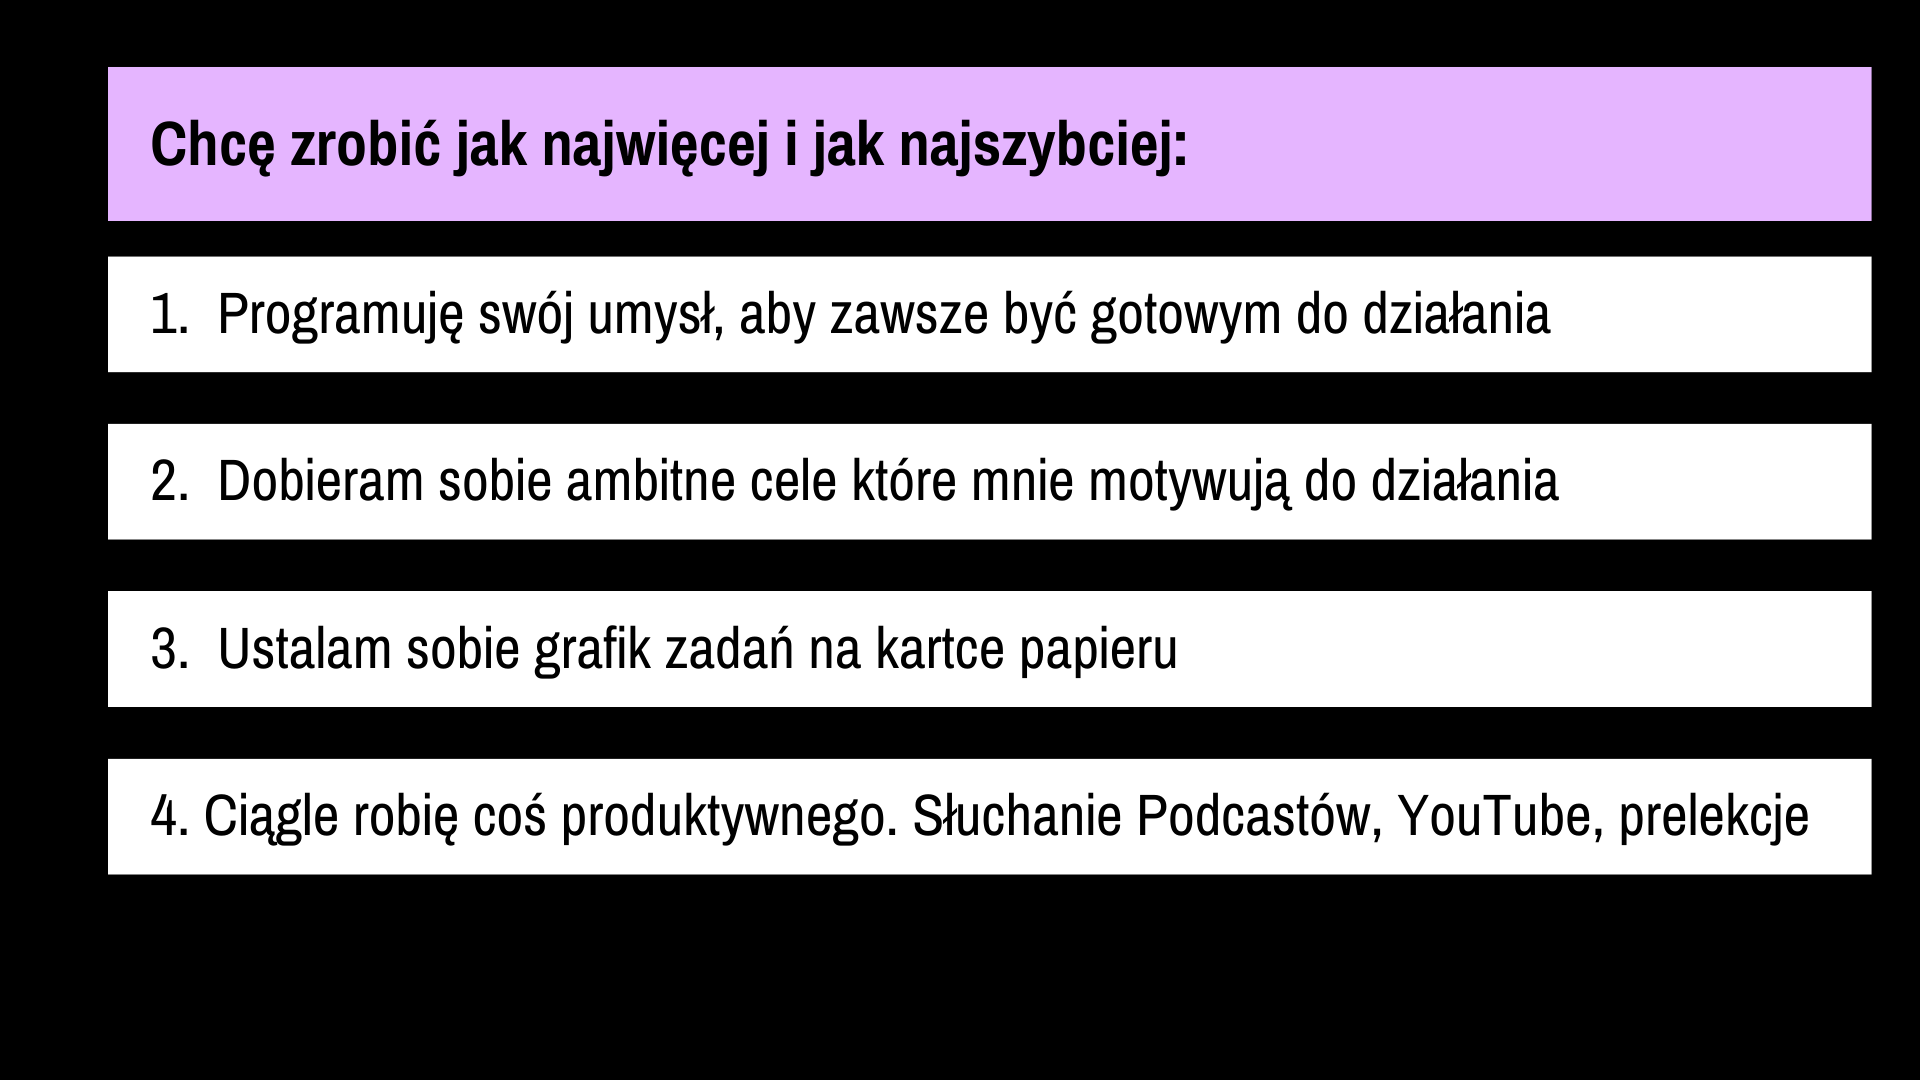 Chcę zrobić jak najwięcej i jak najszybciej:
1. Programuję swój umysł, aby zawsze być gotowym do działania
2. Dobieram sobie ambitne cele które mnie motywują do działania
3. Ustalam sobie grafik zadań na kartce papieru
4. Ciągle robię coś produktywnego. Słuchanie Podcastów, YouTube, prelekcje